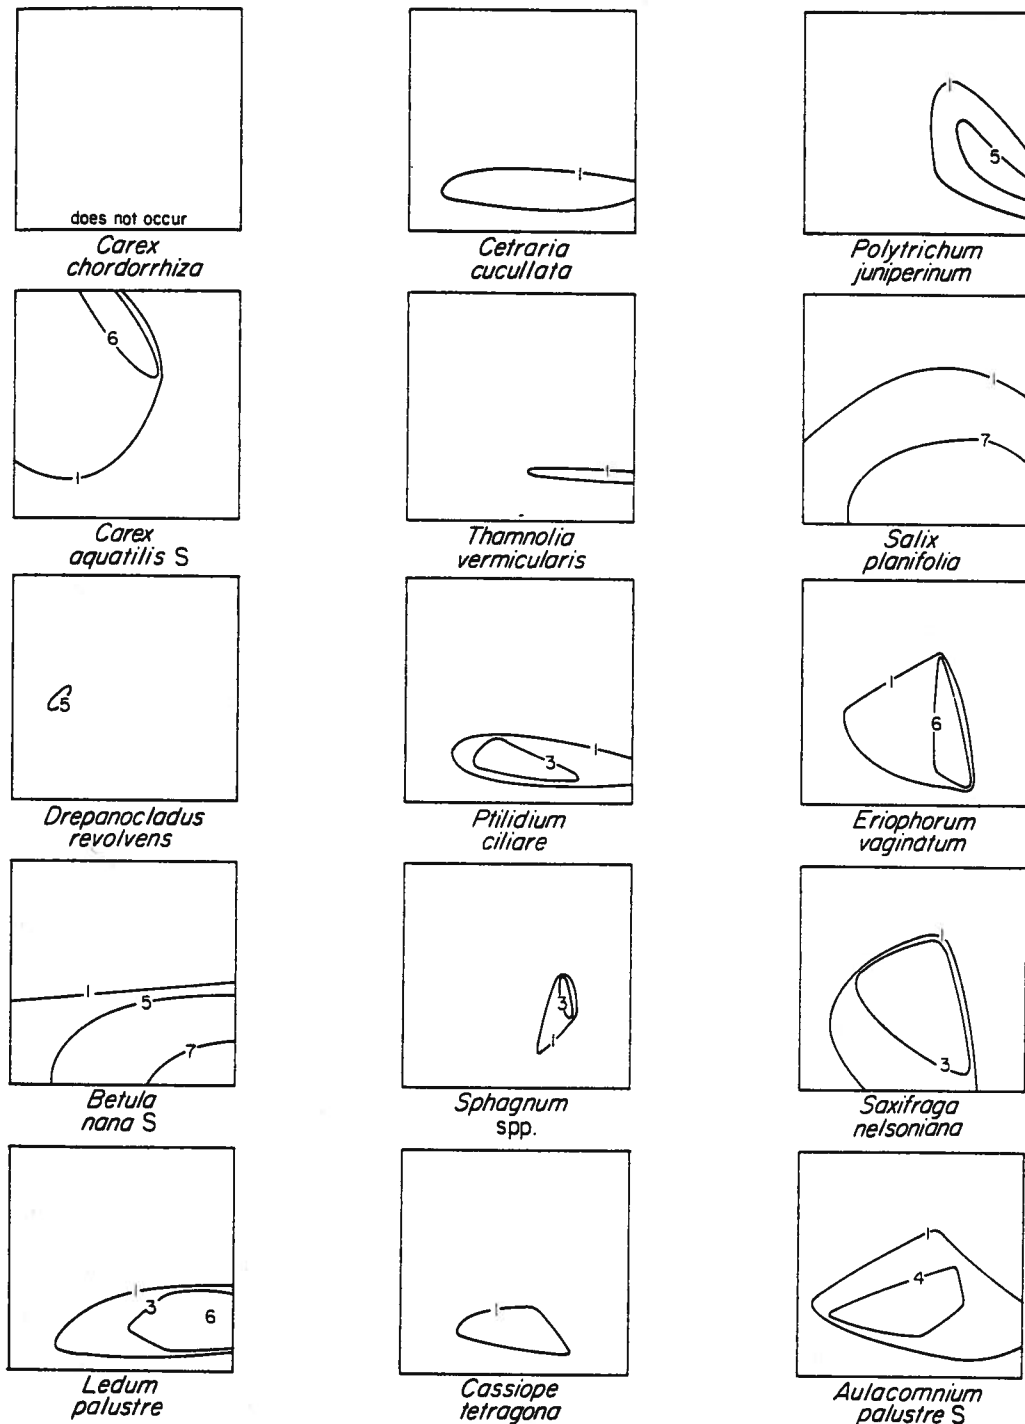 does not occur
Carex
chordorrhiza
1
Cetraria
cucullata
1
5
Polytrichum
juniperinum
6
1
Carex
aquatilis S
1
Thamnolia
vermicularis
1
7
Salix
planifolia
5
Drepanocladus
revolvens
1
3
Ptilidium
ciliare
1
6
Eriophorum
vaginatum
1
5
7
Betula
nana S
3
1
Sphagnum
spp.
1
3
Saxifraga
nelsoniana
1
3
6
Ledum
palustre
1
Cassiope
tetragona
1
4
Aulacomnium
palustre S